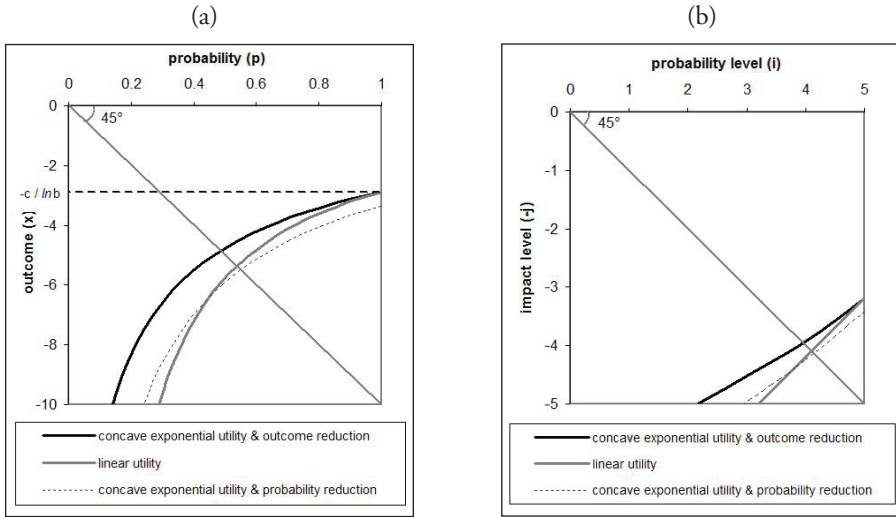 (a)
probability (p)
0 0.2 0.4 0.6 0.8 1
0
45°
-2
-c / lnb
-4
-6
-8
-10
outcome (x)
concave exponential utility & outcome reduction
linear utility
concave exponential utility & probability reduction
(b)
probability level (i)
0 1 2 3 4 5
0
45°
-1
-2
-3
-4
-5
impact level (-j)
concave exponential utility & outcome reduction
linear utility
concave exponential utility & probability reduction